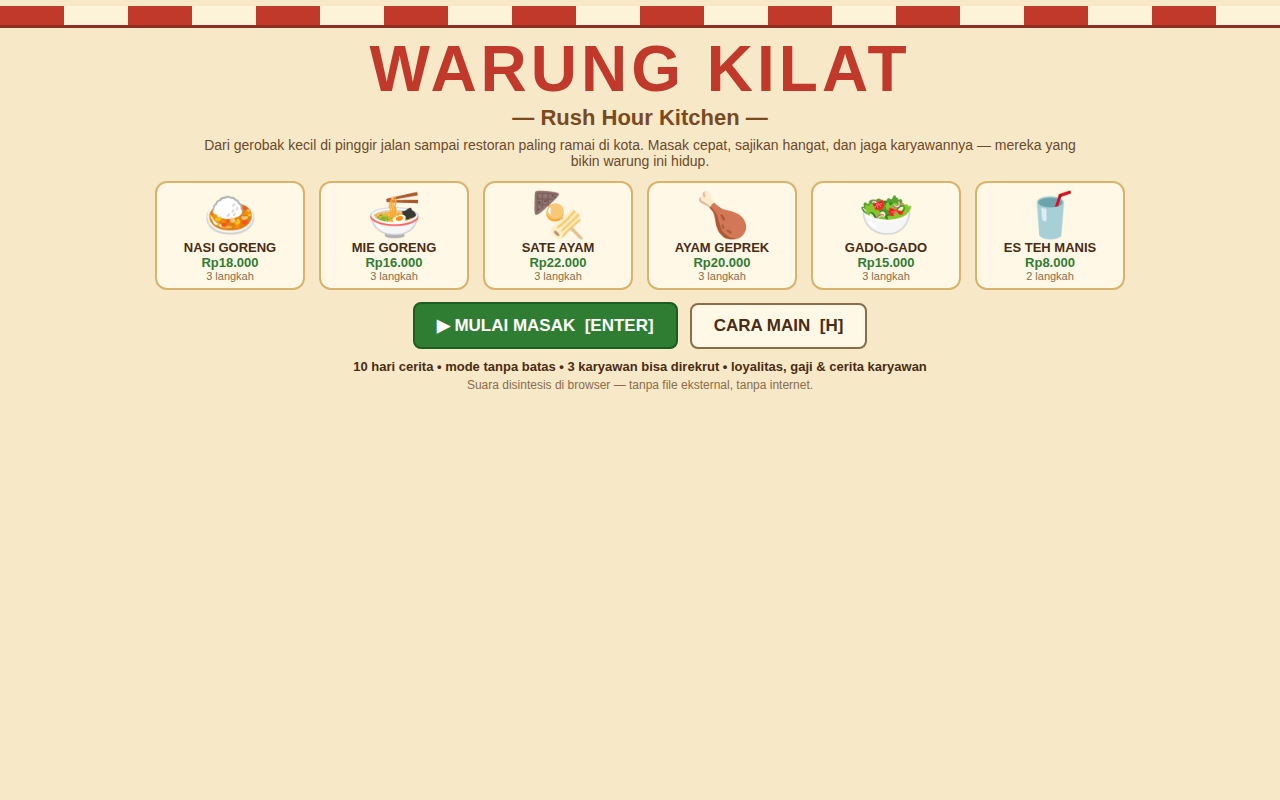 WARUNG KILAT
— Rush Hour Kitchen —
Dari gerobak kecil di pinggir jalan sampai restoran paling ramai di kota. Masak cepat, sajikan hangat, dan jaga karyawannya — mereka yang
bikin warung ini hidup.
NASI GORENG
Rp18.000
3 langkah
MIE GORENG
Rp16.000
3 langkah
SATE AYAM
Rp22.000
3 langkah
AYAM GEPREK
Rp20.000
3 langkah
GADO-GADO
Rp15.000
3 langkah
ES TEH MANIS
Rp8.000
2 langkah
▶ MULAI MASAK [ENTER]
CARA MAIN [H]
10 hari cerita • mode tanpa batas • 3 karyawan bisa direkrut • loyalitas, gaji & cerita karyawan
Suara disintesis di browser — tanpa file eksternal, tanpa internet.